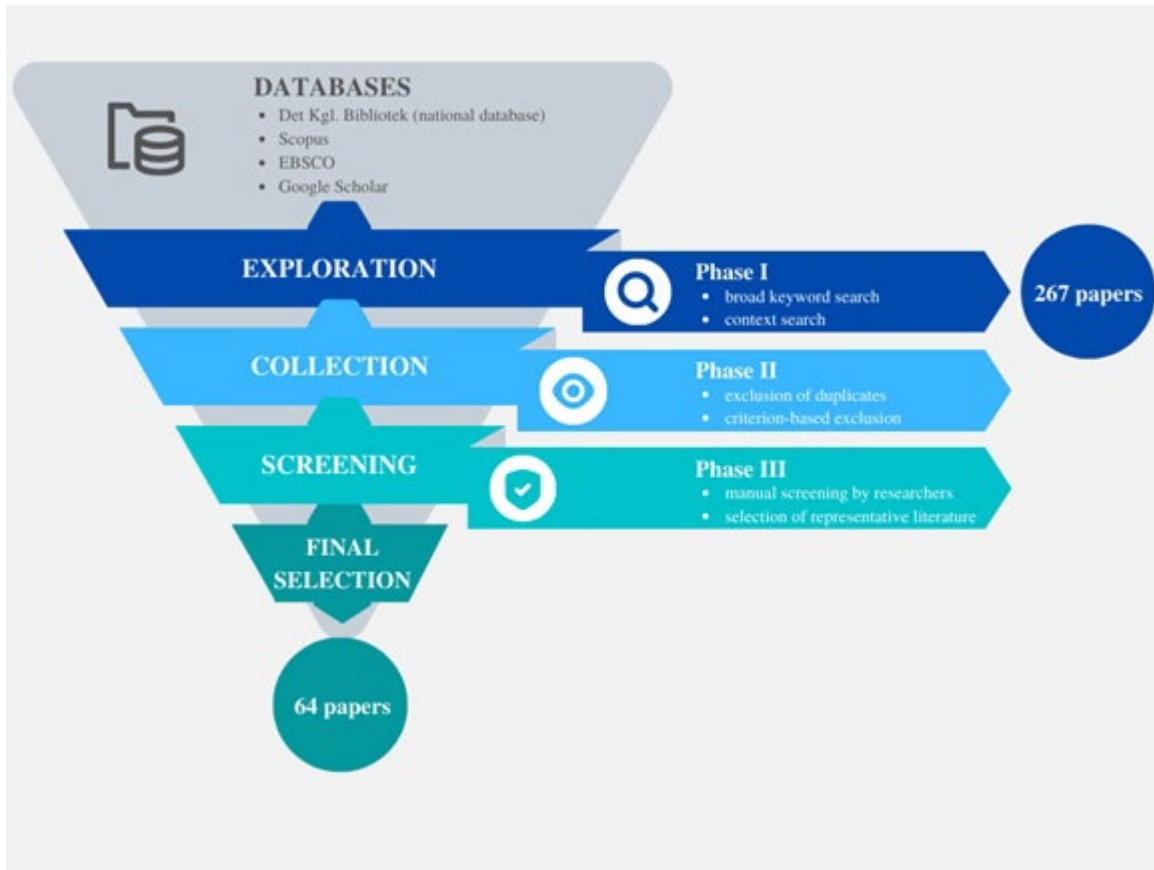 DATABASES
• Det Kgl. Bibliotek (national database)
• Scopus
• EBSCO
• Google Scholar
EXPLORATION
Phase I
• broad keyword search
• context search
267 papers
COLLECTION
Phase II
• exclusion of duplicates
• criterion-based exclusion
SCREENING
Phase III
• manual screening by researchers
• selection of representative literature
FINAL
SELECTION
64 papers